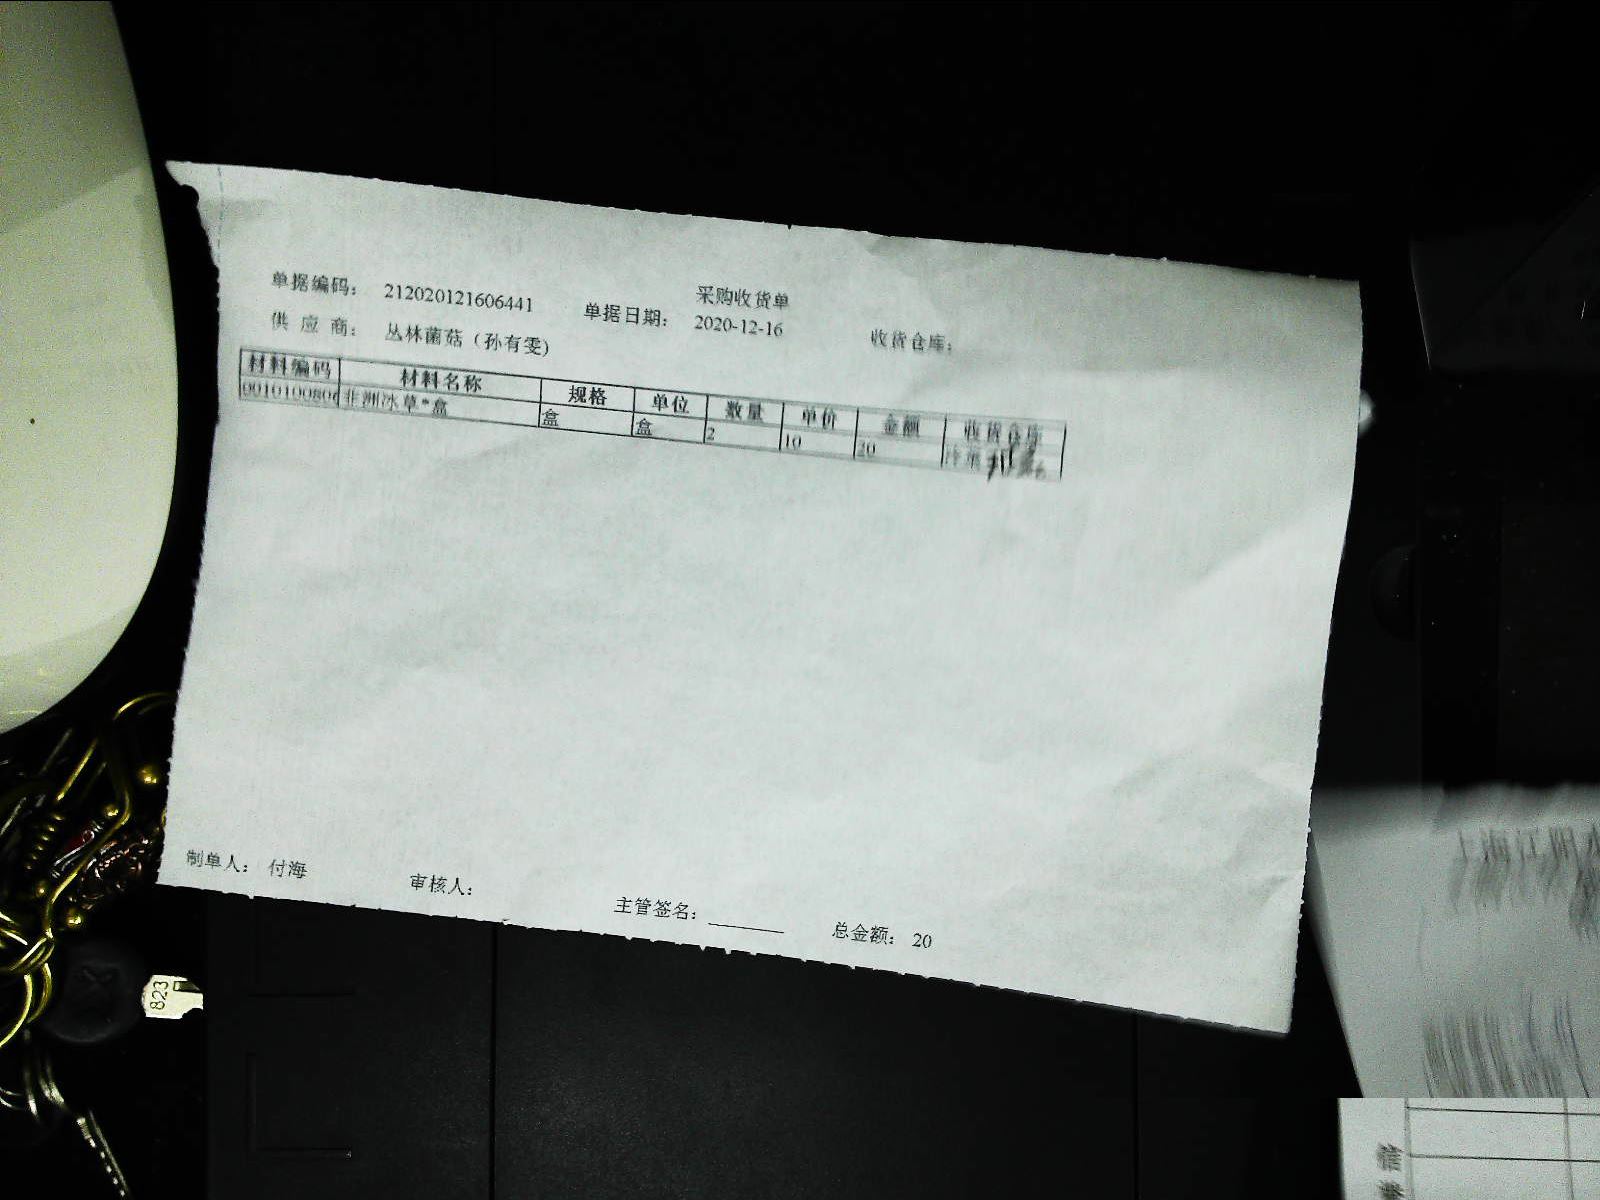 采购收货单
单据编码： 212020121606441 单据日期： 2020-12-16 收货仓库：
供 应 商： 丛林菌菇（孙有雯）
材料编码 材料名称 规格 单位 数量 单价 金额 收货仓库
非洲冰草*盒 盒 盒 2 10 20
制单人： 付海 审核人： 主管签名： 总金额： 20
823
上海江阳